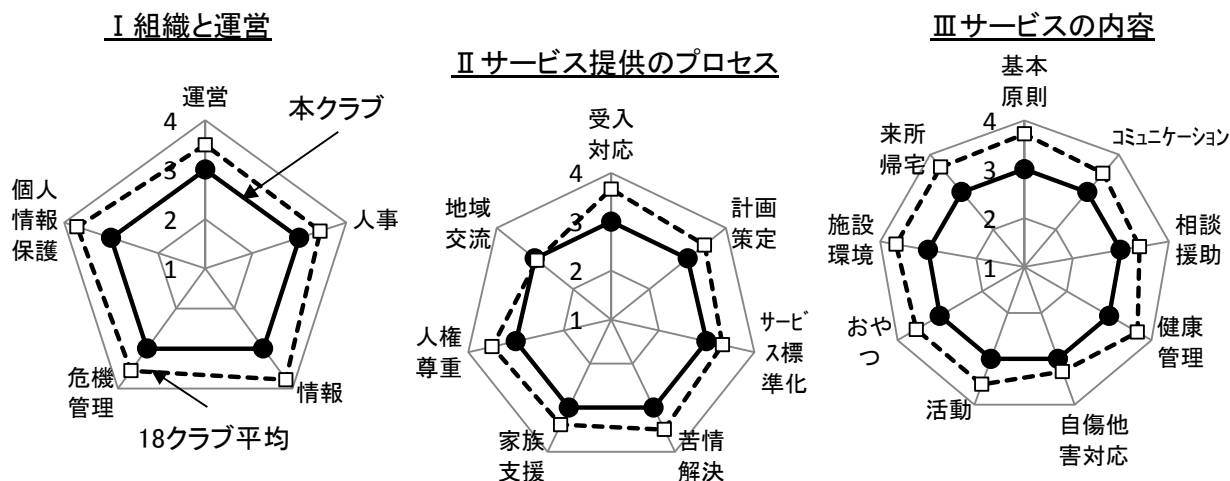 Ⅰ 組織と運営
運営
本クラブ
4
3
2
1
個人
情報
保護
人事
危機
管理
情報
18クラブ平均
Ⅱ サービス提供のプロセス
受入
対応
4
3
2
1
地域
交流
計画
策定
人権
尊重
サービ
ス標
準化
家族
支援
苦情
解決
Ⅲサービスの内容
基本
原則
4
3
2
1
来所
帰宅
コミュニケーション
施設
環境
相談
援助
おや
つ
健康
管理
活動
自傷他
害対応